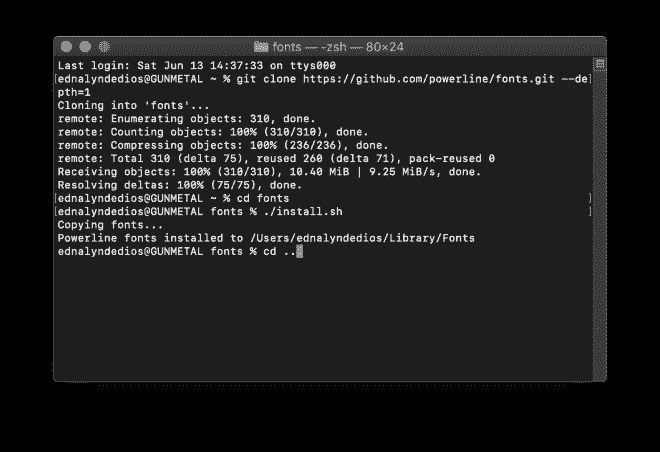 fonts — -zsh — 80×24
Last login: Sat Jun 13 14:37:33 on ttys000
[ednalyndedios@GUNMETAL ~ % git clone https://github.com/powerline/fonts.git --de]
pth=1
Cloning into 'fonts'...
remote: Enumerating objects: 310, done.
remote: Counting objects: 100% (310/310), done.
remote: Compressing objects: 100% (236/236), done.
remote: Total 310 (delta 75), reused 260 (delta 71), pack-reused 0
Receiving objects: 100% (310/310), 10.40 MiB | 9.25 MiB/s, done.
Resolving deltas: 100% (75/75), done.
[ednalyndedios@GUNMETAL ~ % cd fonts ]
[ednalyndedios@GUNMETAL fonts % ./install.sh ]
Copying fonts...
Powerline fonts installed to /Users/ednalyndedios/Library/Fonts
ednalyndedios@GUNMETAL fonts % cd ..